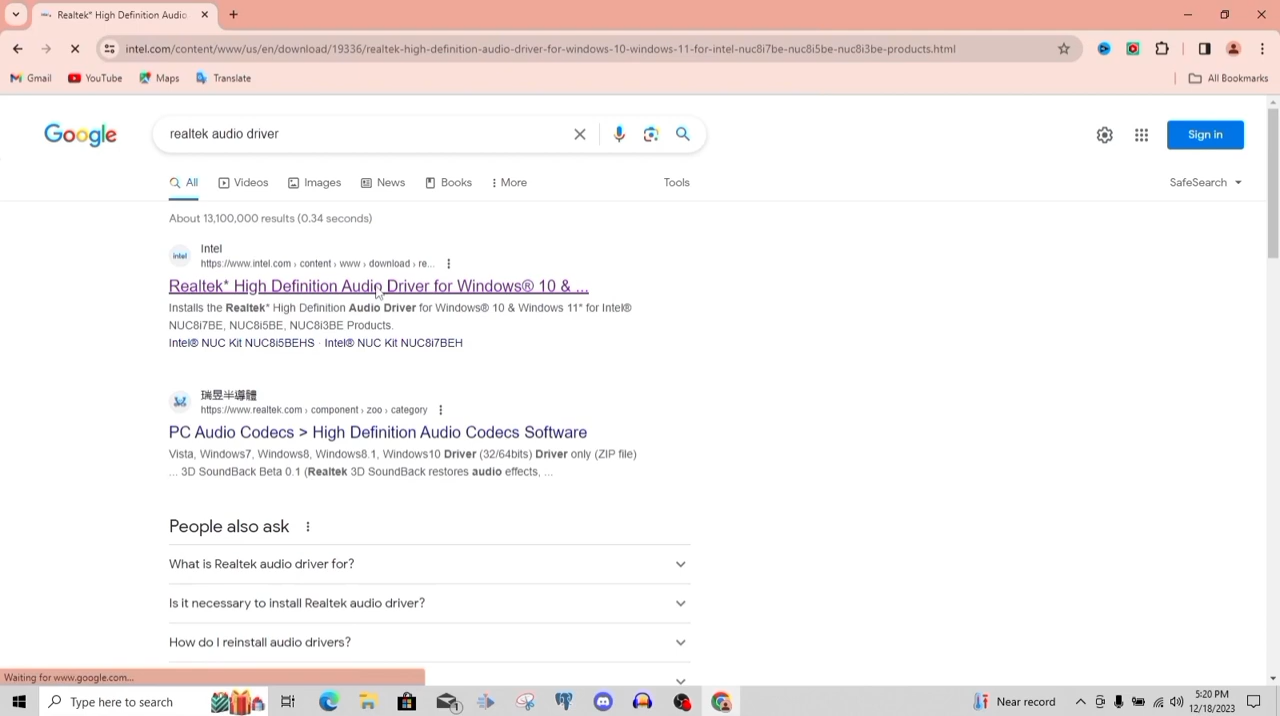 Realtek* High Definition Audio
intel.com/content/www/us/en/download/19336/realtek-high-definition-audio-driver-for-windows-10-windows-11-for-intel-nuc8i7be-nuc8i5be-nuc8i3be-products.html
Gmail YouTube Maps Translate All Bookmarks
Google realtek audio driver Sign in
All Videos Images News Books More Tools SafeSearch
About 13,100,000 results (0.34 seconds)
intel Intel
https://www.intel.com › content › www › download › re...
Realtek* High Definition Audio Driver for Windows® 10 & ...
Installs the Realtek* High Definition Audio Driver for Windows® 10 & Windows 11* for Intel®
NUC8i7BE, NUC8i5BE, NUC8i3BE Products.
Intel® NUC Kit NUC8i5BEHS · Intel® NUC Kit NUC8i7BEH
瑞昱半導體
https://www.realtek.com › component › zoo › category
PC Audio Codecs > High Definition Audio Codecs Software
Vista, Windows7, Windows8, Windows8.1, Windows10 Driver (32/64bits) Driver only (ZIP file)
... 3D SoundBack Beta 0.1 (Realtek 3D SoundBack restores audio effects, ...
People also ask
What is Realtek audio driver for?
Is it necessary to install Realtek audio driver?
How do I reinstall audio drivers?
Waiting for www.google.com...
Type here to search Near record 5:20 PM
12/18/2023